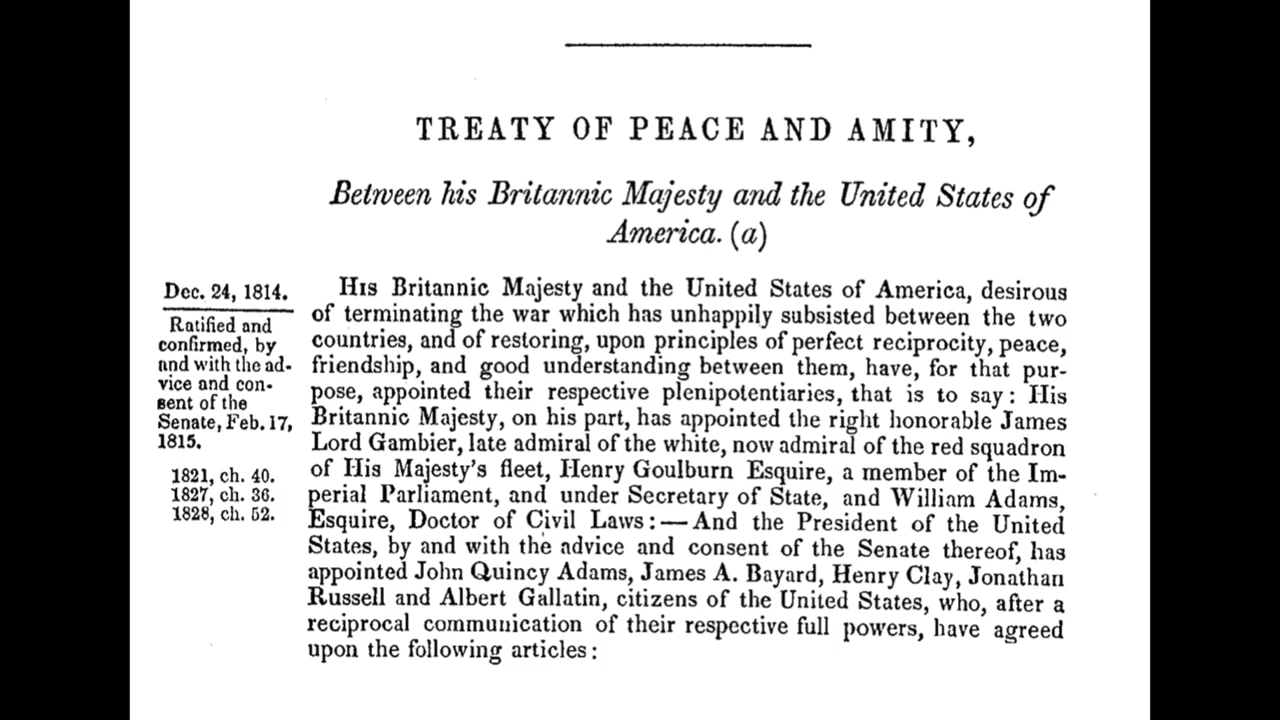 TREATY OF PEACE AND AMITY,
Between his Britannic Majesty and the United States of
America. (a)
Dec. 24, 1814.
Ratified and
confirmed, by
and with the ad-
vice and con-
sent of the
Senate, Feb. 17,
1815.
1821, ch. 40.
1827, ch. 36.
1828, ch. 52.
His Britannic Majesty and the United States of America, desirous
of terminating the war which has unhappily subsisted between the two
countries, and of restoring, upon principles of perfect reciprocity, peace,
friendship, and good understanding between them, have, for that pur-
pose, appointed their respective plenipotentiaries, that is to say: His
Britannic Majesty, on his part, has appointed the right honorable James
Lord Gambier, late admiral of the white, now admiral of the red squadron
of His Majesty's fleet, Henry Goulburn Esquire, a member of the Im-
perial Parliament, and under Secretary of State, and William Adams,
Esquire, Doctor of Civil Laws:—And the President of the United
States, by and with the advice and consent of the Senate thereof, has
appointed John Quincy Adams, James A. Bayard, Henry Clay, Jonathan
Russell and Albert Gallatin, citizens of the United States, who, after a
reciprocal communication of their respective full powers, have agreed
upon the following articles: